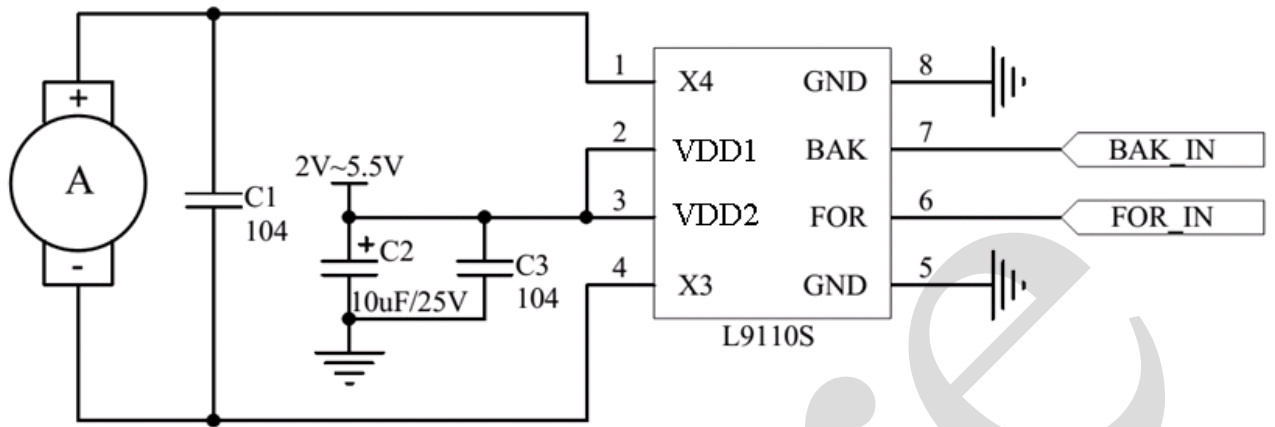 1
X4
GND
8
+
2
VDD1
BAK
7
BAK_IN
A
2V~5.5V
C1
104
3
VDD2
FOR
6
FOR_IN
+
C2
10uF/25V
C3
104
-
4
X3
GND
5
L9110S